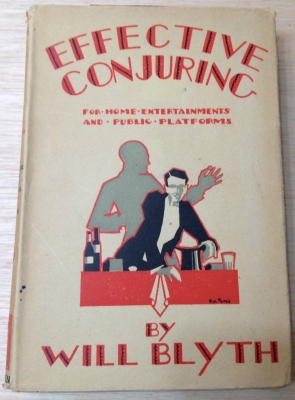 EFFECTIVE
CONJURING
FOR·HOME·ENTERTAINMENTS
AND·PUBLIC·PLATFORMS
BY
WILL BLYTH